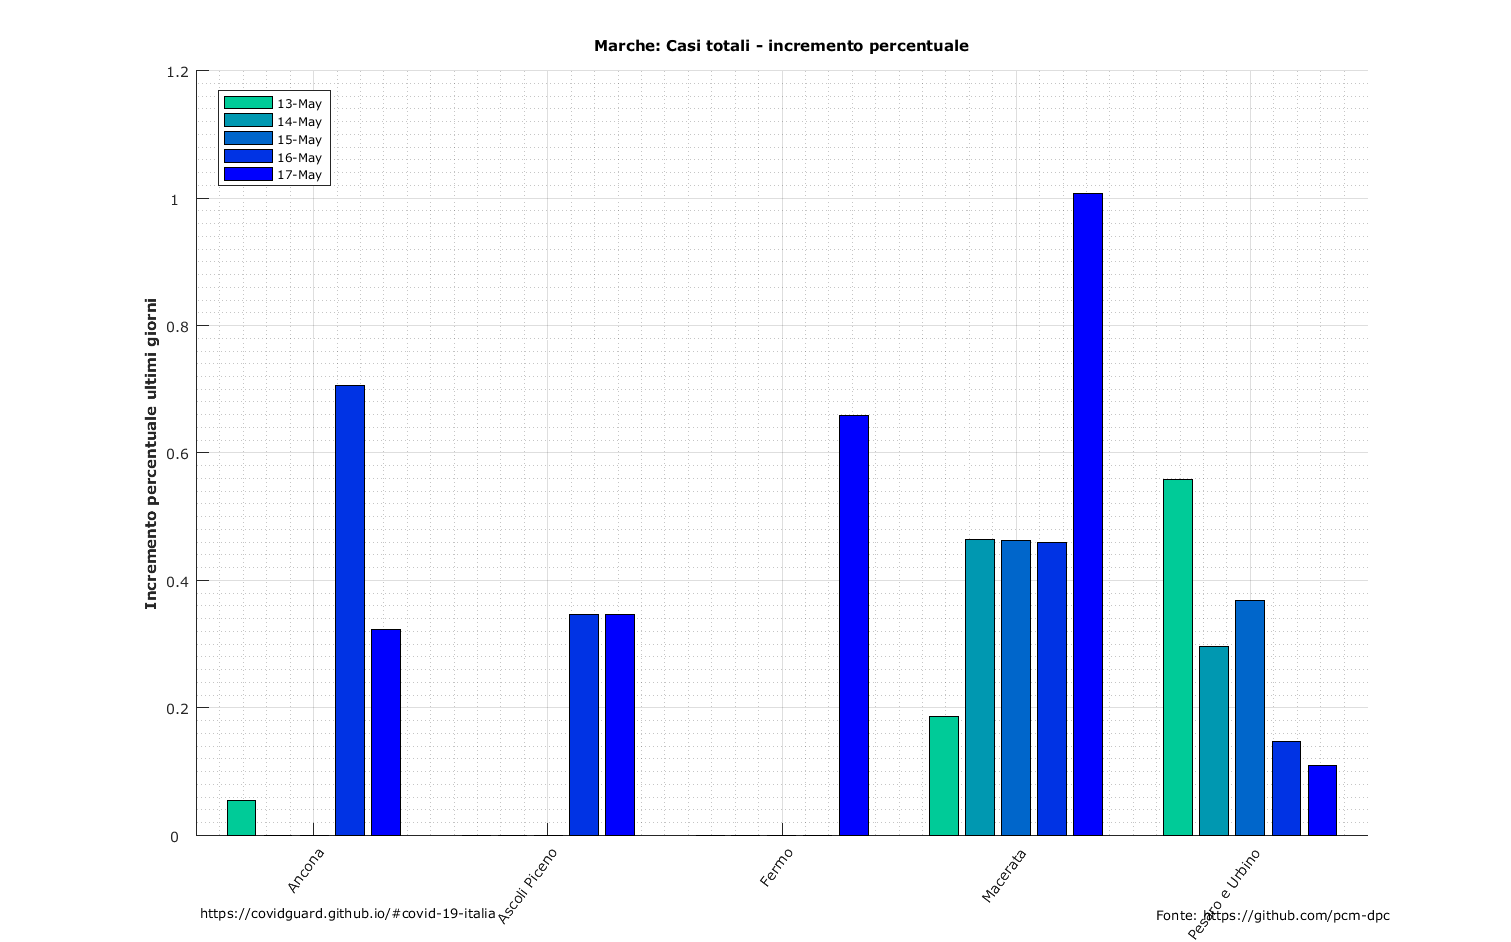 Marche: Casi totali - incremento percentuale
1.2
1
0.8
0.6
0.4
0.2
0
Incremento percentuale ultimi giorni
13-May
14-May
15-May
16-May
17-May
Ancona
Ascoli Piceno
Fermo
Macerata
Pesaro e Urbino
https://covidguard.github.io/#covid-19-italia
Fonte: https://github.com/pcm-dpc